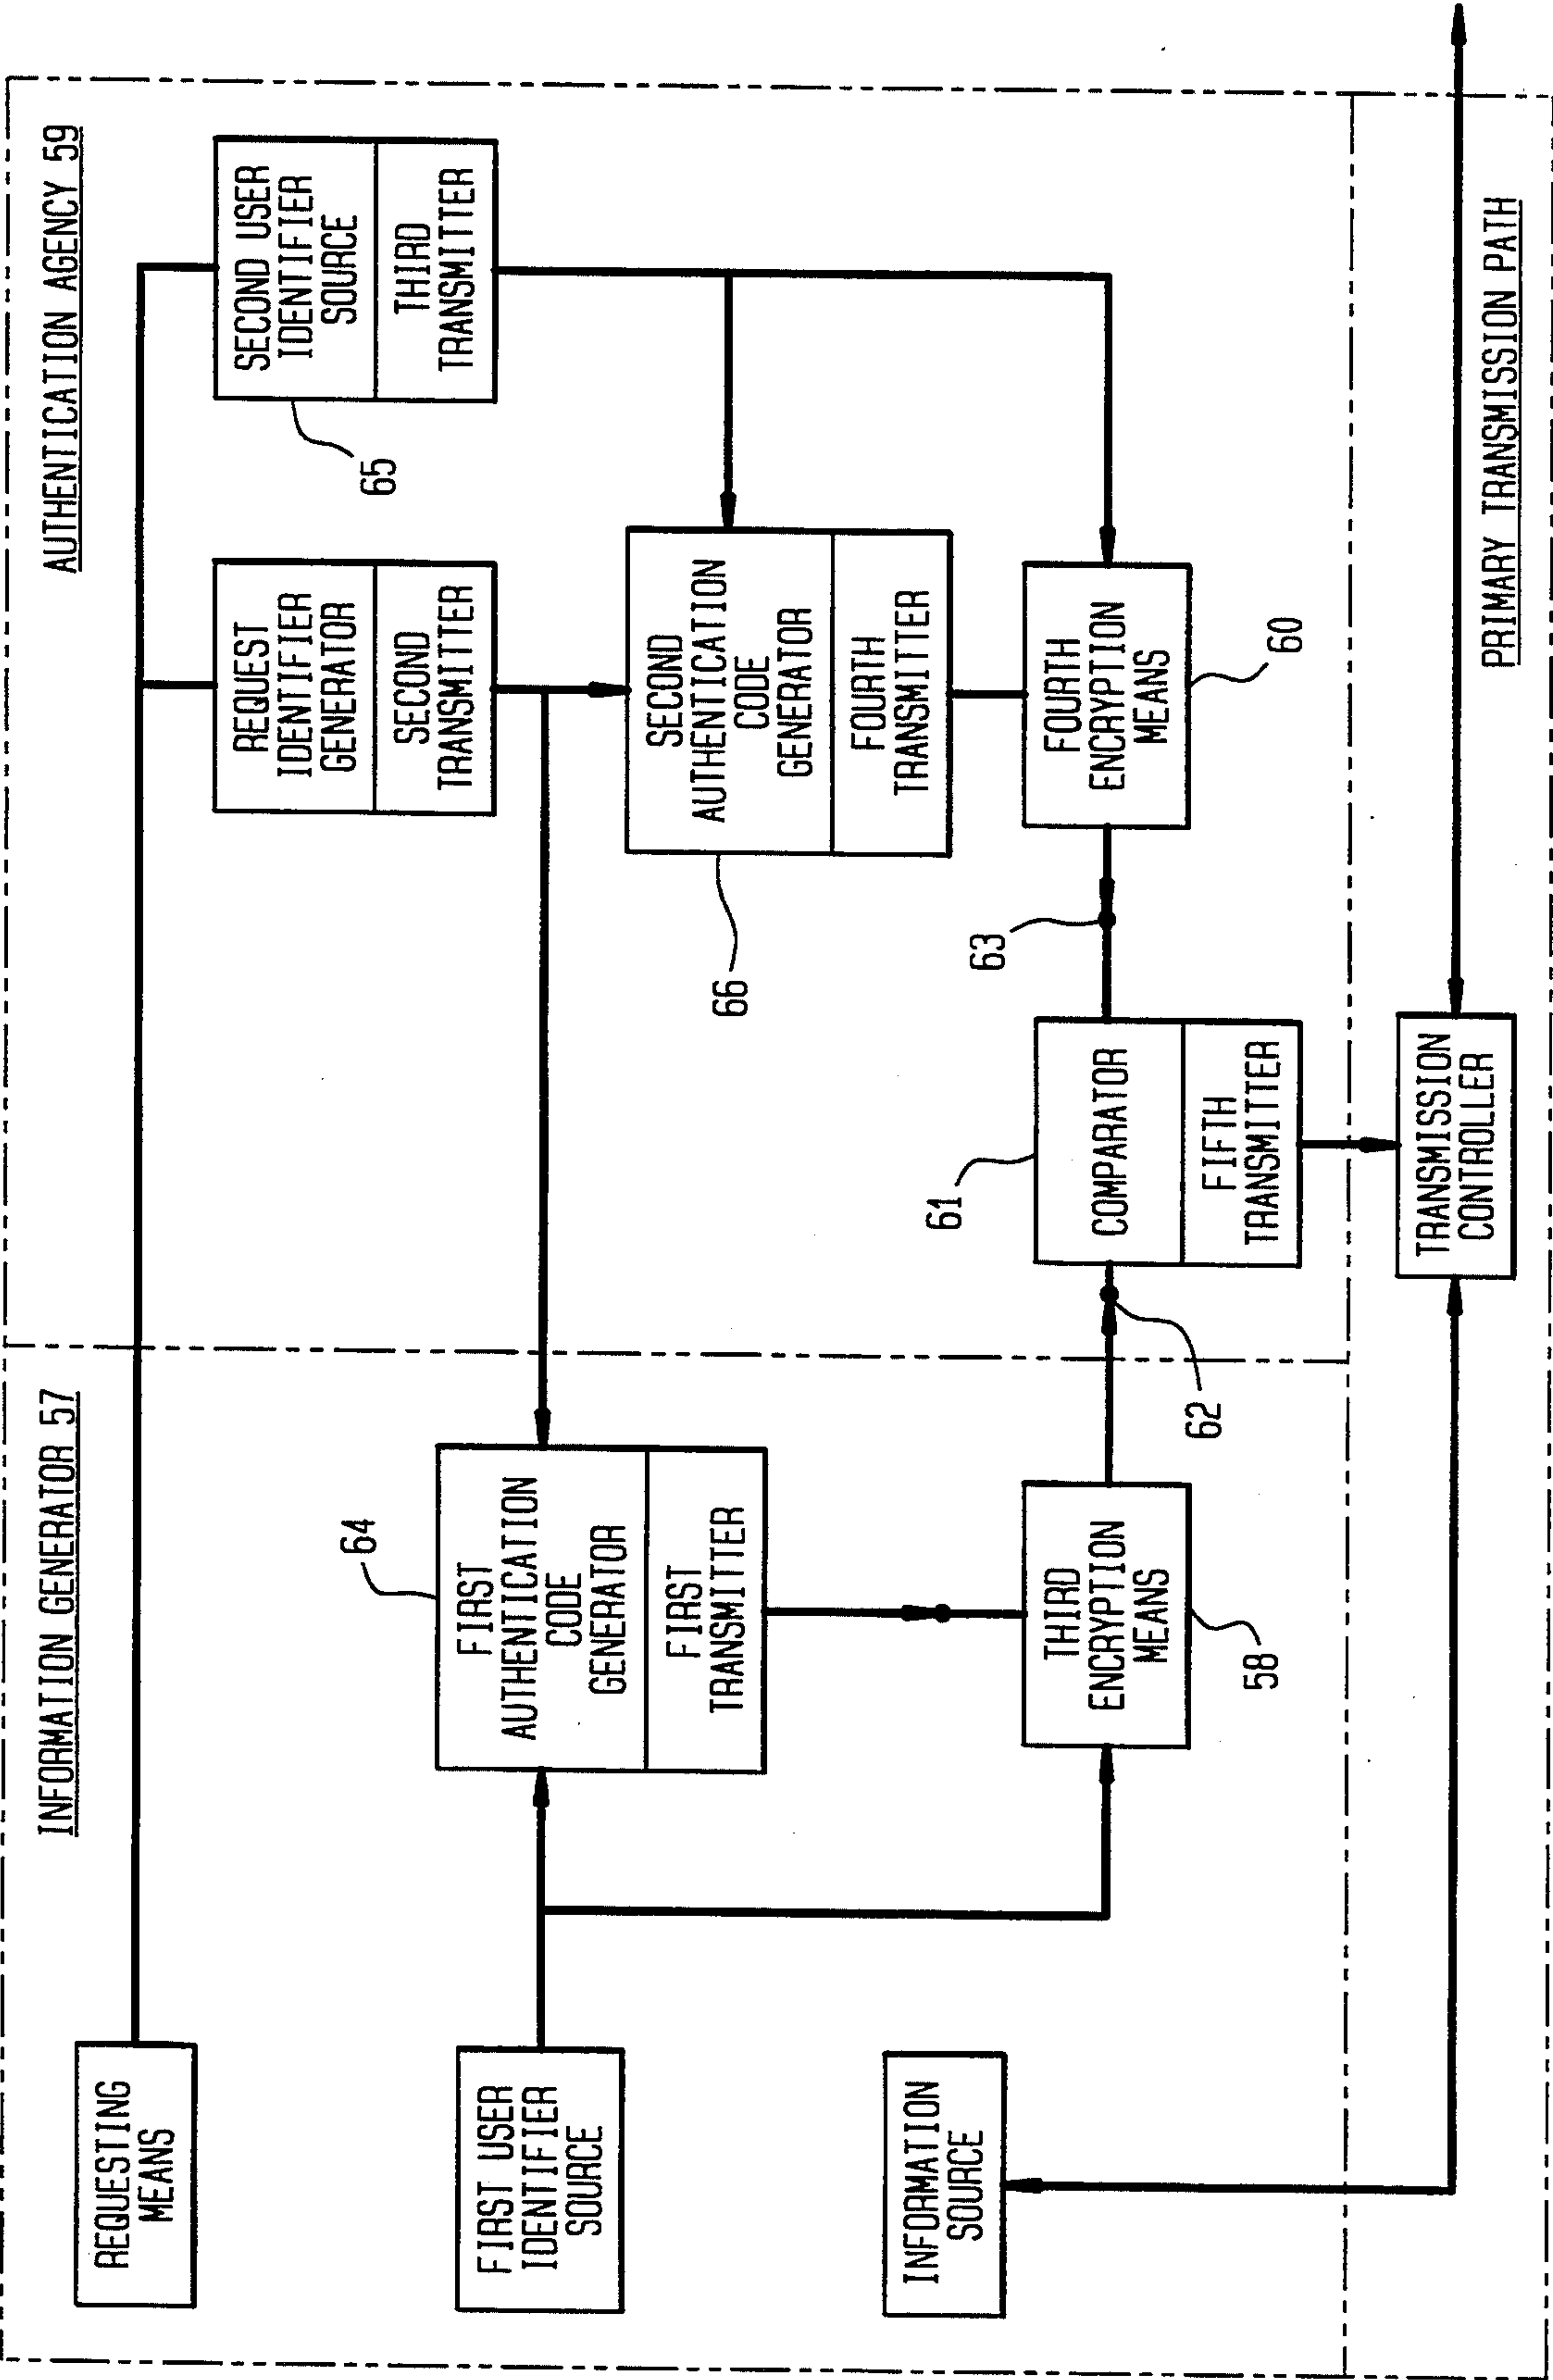 INFORMATION GENERATOR 57
AUTHENTICATION AGENCY 59
REQUESTING
MEANS
REQUEST
IDENTIFIER
GENERATOR
SECOND
TRANSMITTER
SECOND USER
IDENTIFIER
SOURCE
THIRD
TRANSMITTER
65
64
FIRST USER
IDENTIFIER
SOURCE
FIRST
AUTHENTICATION
CODE
GENERATOR
FIRST
TRANSMITTER
SECOND
AUTHENTICATION
CODE
GENERATOR
FOURTH
TRANSMITTER
66
INFORMATION
SOURCE
THIRD
ENCRYPTION
MEANS
58
62
61
COMPARATOR
FIFTH
TRANSMITTER
63
FOURTH
ENCRYPTION
MEANS
60
TRANSMISSION
CONTROLLER
PRIMARY TRANSMISSION PATH